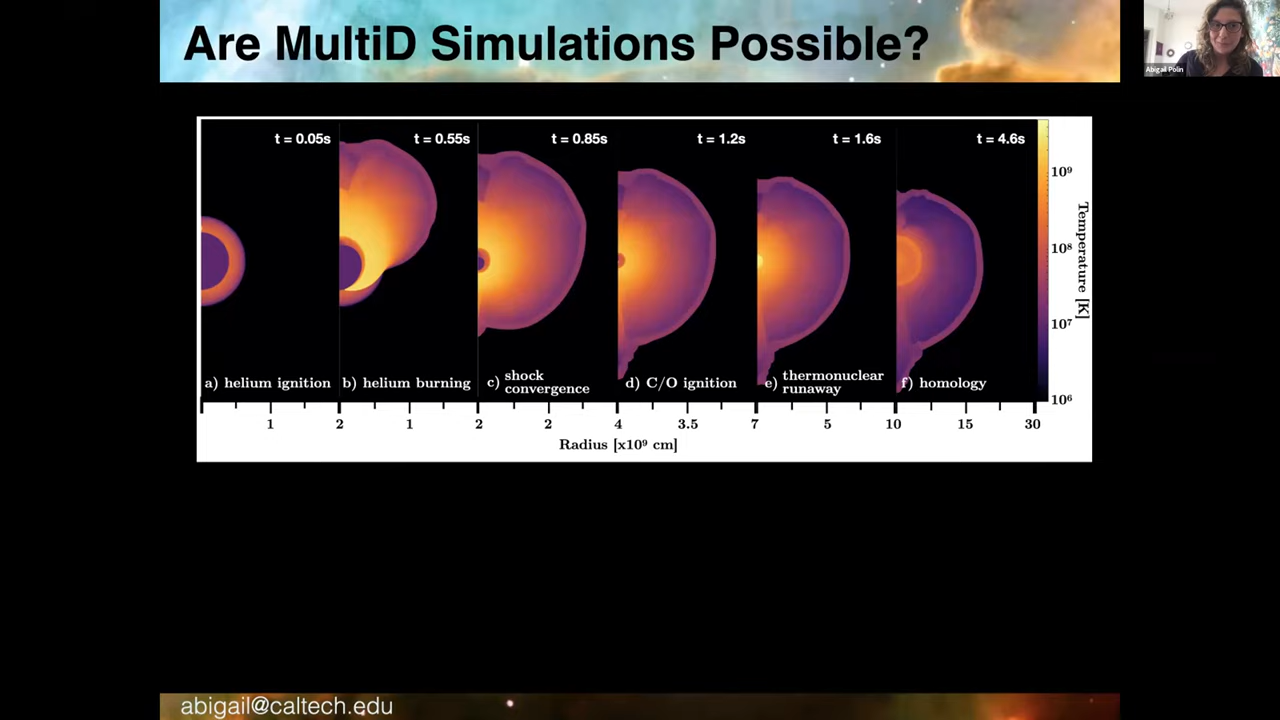 Are MultiD Simulations Possible?
Abigail Polin
t = 0.05s t = 0.55s t = 0.85s t = 1.2s t = 1.6s t = 4.6s
a) helium ignition b) helium burning c) shock convergence d) C/O ignition e) thermonuclear runaway f) homology
10⁹
10⁸
10⁷
10⁶
Temperature [K]
1 2 1 2 2 4 3.5 7 5 10 15 30
Radius [x10⁹ cm]
abigail@caltech.edu